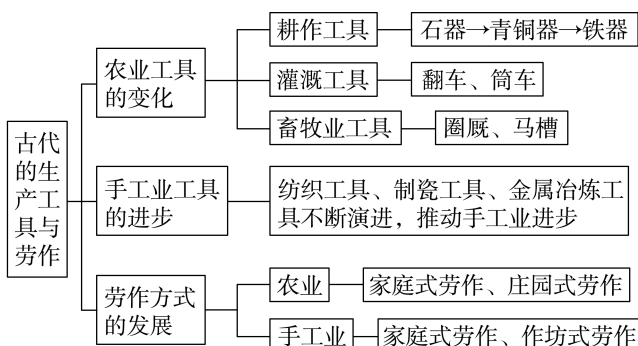 古代
的生
产工
具与
劳作
农业工具
的变化
耕作工具
石器→青铜器→铁器
灌溉工具
翻车、筒车
畜牧业工具
圈厩、马槽
手工业工具
的进步
纺织工具、制瓷工具、金属冶炼工
具不断演进，推动手工业进步
劳作方式
的发展
农业
家庭式劳作、庄园式劳作
手工业
家庭式劳作、作坊式劳作